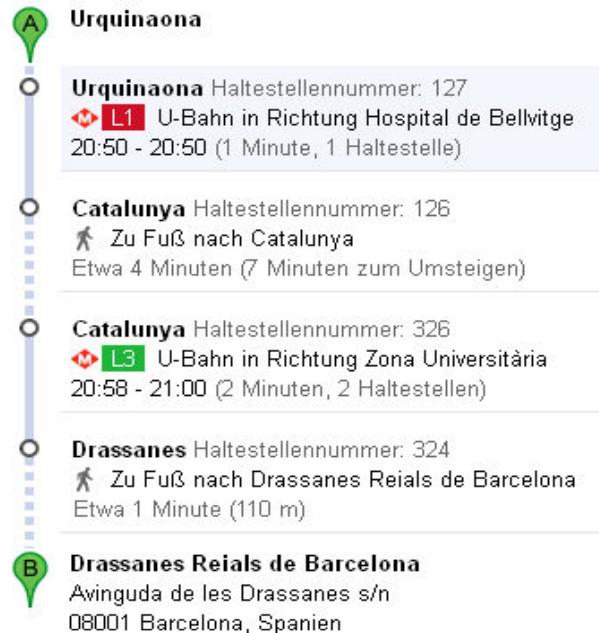 A Urquinaona
Urquinaona Haltestellennummer: 127
M L1 U-Bahn in Richtung Hospital de Bellvitge
20:50 - 20:50 (1 Minute, 1 Haltestelle)
Catalunya Haltestellennummer: 126
Zu Fuß nach Catalunya
Etwa 4 Minuten (7 Minuten zum Umsteigen)
Catalunya Haltestellennummer: 326
M L3 U-Bahn in Richtung Zona Universitària
20:58 - 21:00 (2 Minuten, 2 Haltestellen)
Drassanes Haltestellennummer: 324
Zu Fuß nach Drassanes Reials de Barcelona
Etwa 1 Minute (110 m)
B Drassanes Reials de Barcelona
Avinguda de les Drassanes s/n
08001 Barcelona, Spanien